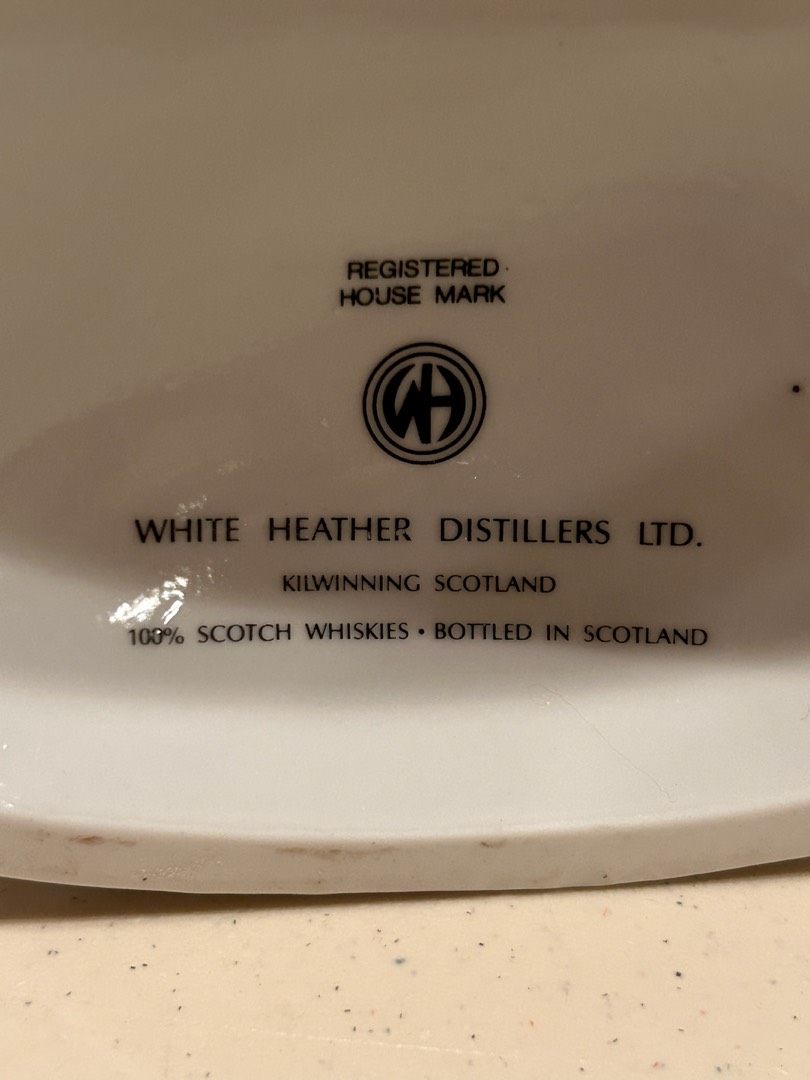 REGISTERED
HOUSE MARK
WH
WHITE HEATHER DISTILLERS LTD.
KILWINNING SCOTLAND
100% SCOTCH WHISKIES • BOTTLED IN SCOTLAND